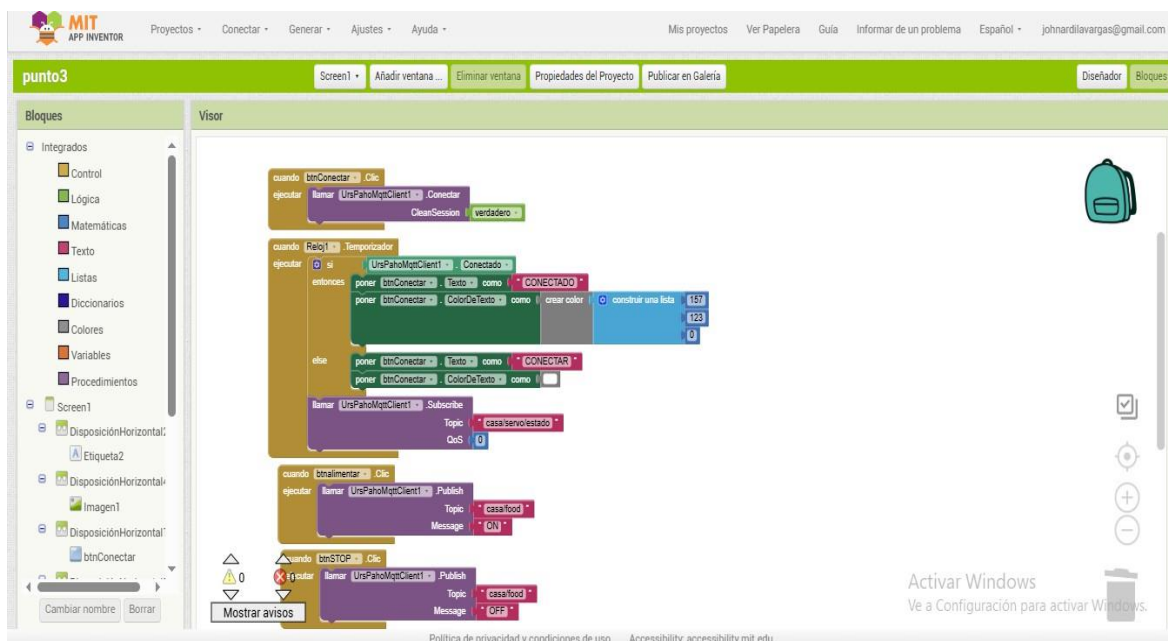 MIT
APP INVENTOR
Proyectos
Conectar
Generar
Ajustes
Ayuda
Mis proyectos
Ver Papelera
Guía
Informar de un problema
Español
johnardilavargas@gmail.com
punto3
Screen1
Añadir ventana ...
Eliminar ventana
Propiedades del Proyecto
Publicar en Galería
Diseñador
Bloques
Bloques
Visor
Integrados
Control
Lógica
Matemáticas
Texto
Listas
Diccionarios
Colores
Variables
Procedimientos
Screen1
DisposiciónHorizontal2
Etiqueta2
DisposiciónHorizontal4
Imagen1
DisposiciónHorizontal1
btnConectar
Cambiar nombre
Borrar
cuando btnConectar .Clic
ejecutar llamar UrsPahoMqttClient1 .Conectar
CleanSession verdadero
cuando Reloj1 .Temporizador
ejecutar si UrsPahoMqttClient1 . Conectado
entonces poner btnConectar . Texto como " CONECTADO "
poner btnConectar . ColorDeTexto como crear color construir una lista 157
123
0
else poner btnConectar . Texto como " CONECTAR "
poner btnConectar . ColorDeTexto como
llamar UrsPahoMqttClient1 .Subscribe
Topic " casa/servo/estado "
QoS 0
cuando btnalimentar .Clic
ejecutar llamar UrsPahoMqttClient1 .Publish
Topic " casa/food "
Message " ON "
cuando btnSTOP .Clic
ejecutar llamar UrsPahoMqttClient1 .Publish
Topic " casa/food "
Message " OFF "
0
0
Mostrar avisos
Activar Windows
Ve a Configuración para activar Windows.
Política de privacidad y condiciones de uso
Accessibility: accessibility.mit.edu